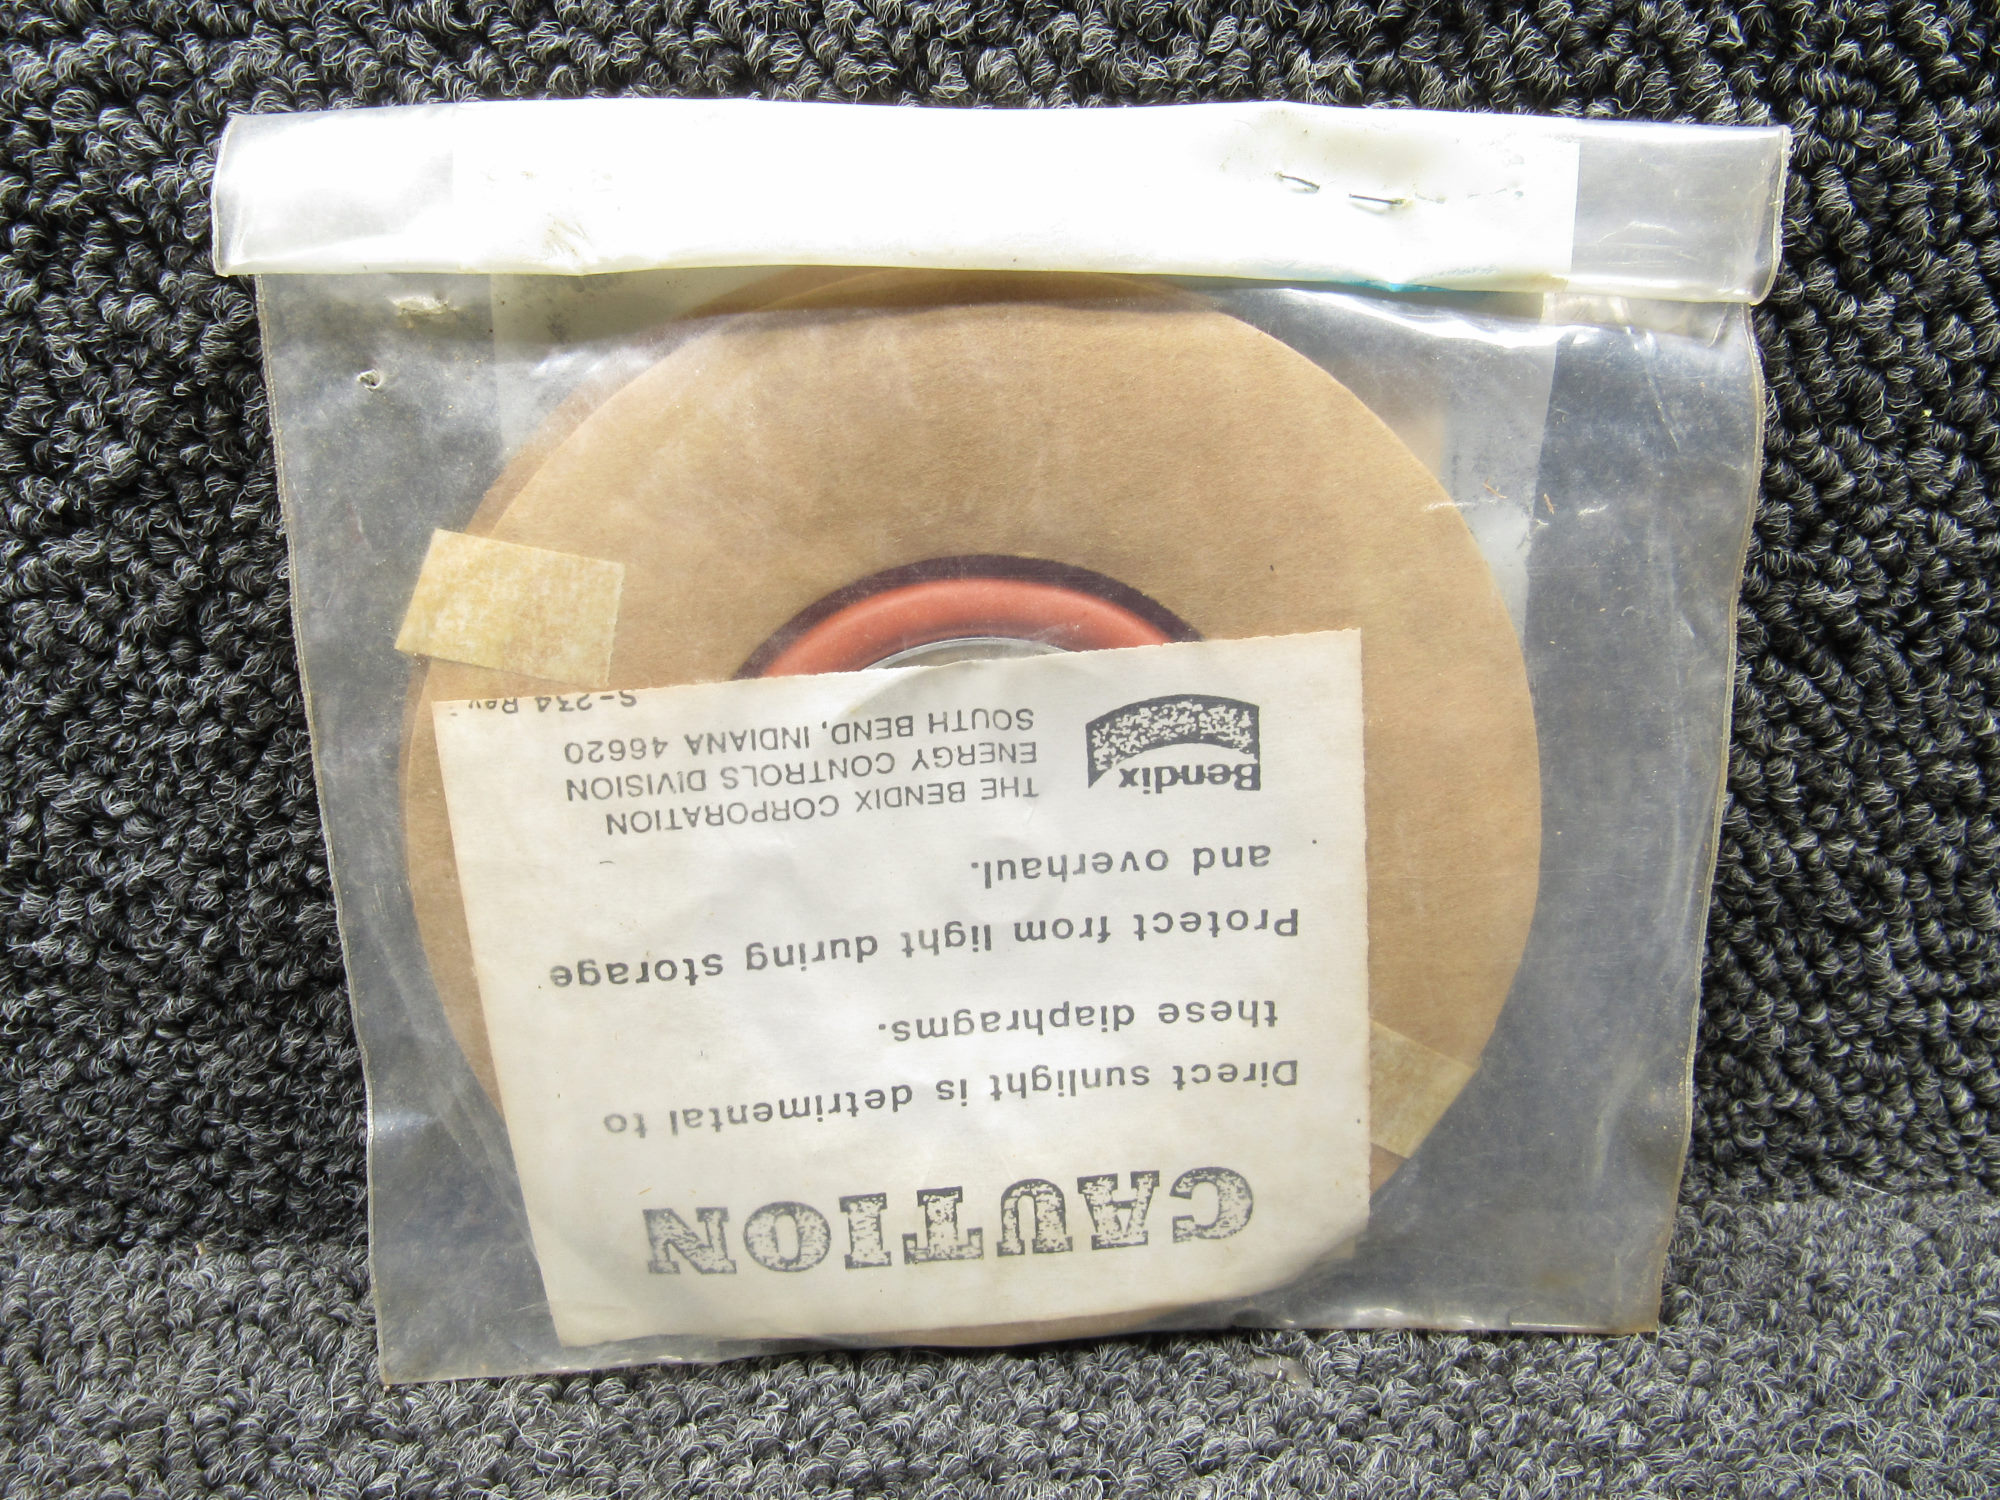 CAUTION
Direct sunlight is detrimental to
these diaphragms.
Protect from light during storage
and overhaul.
Bendix
THE BENDIX CORPORATION
ENERGY CONTROLS DIVISION
SOUTH BEND, INDIANA 46620
S-234 Rev